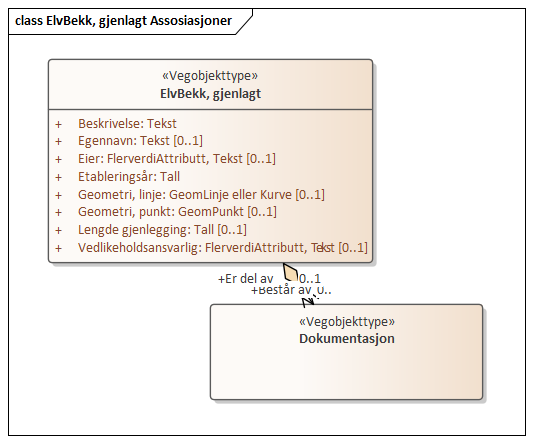 class ElvBekk, gjenlagt Assosiasjoner
«Vegobjekttype»
ElvBekk, gjenlagt
+ Beskrivelse: Tekst
+ Egennavn: Tekst [0..1]
+ Eier: FlerverdiAttributt, Tekst [0..1]
+ Etableringsår: Tall
+ Geometri, linje: GeomLinje eller Kurve [0..1]
+ Geometri, punkt: GeomPunkt [0..1]
+ Lengde gjenlegging: Tall [0..1]
+ Vedlikeholdsansvarlig: FlerverdiAttributt, Tekst [0..1]
+Er del av 0..1
+Består av 0..
«Vegobjekttype»
Dokumentasjon